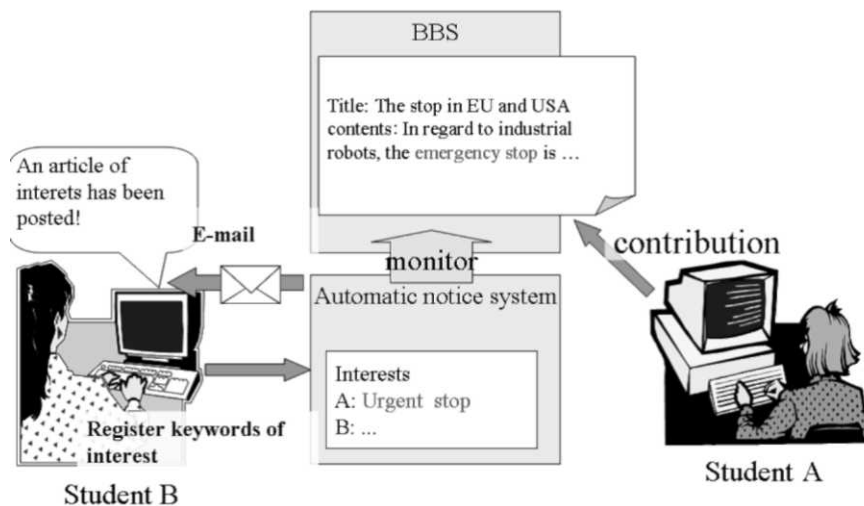 BBS
Title: The stop in EU and USA
contents: In regard to industrial
robots, the emergency stop is ...
An article of
interets has been
posted!
E-mail
contribution
monitor
Automatic notice system
Interests
A: Urgent stop
B: ...
Register keywords of
interest
Student B
Student A